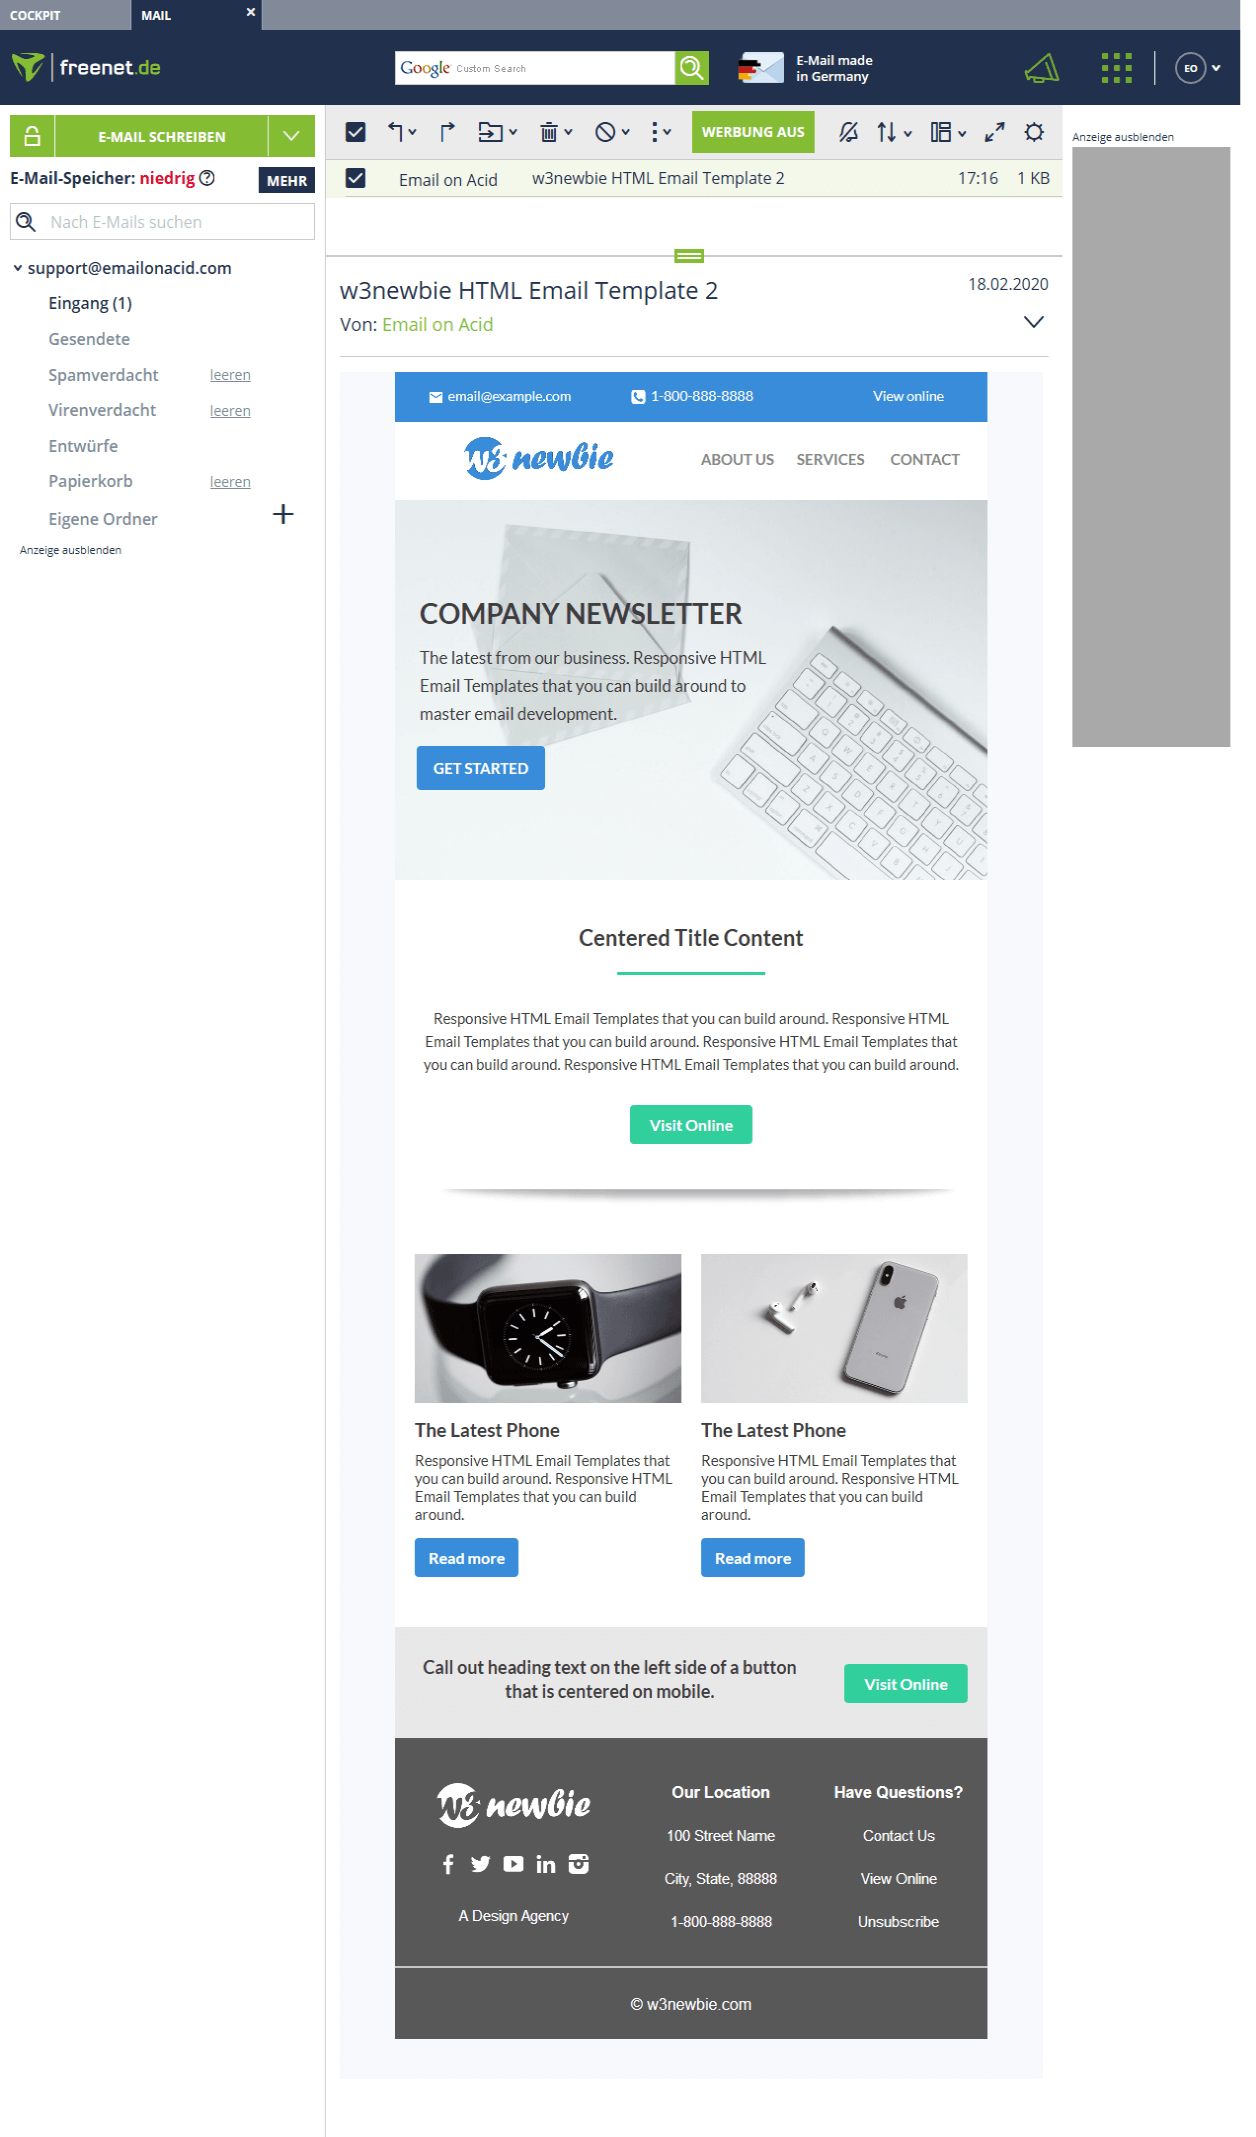 COCKPIT
MAIL
freenet.de
Google Custom Search
E-Mail made
in Germany
EO
E-MAIL SCHREIBEN
WERBUNG AUS
Anzeige ausblenden
E-Mail-Speicher: niedrig
MEHR
Email on Acid w3newbie HTML Email Template 2 17:16 1 KB
Nach E-Mails suchen
support@emailonacid.com
Eingang (1)
Gesendete
Spamverdacht leeren
Virenverdacht leeren
Entwürfe
Papierkorb leeren
Eigene Ordner
Anzeige ausblenden
w3newbie HTML Email Template 2
18.02.2020
Von: Email on Acid
email@example.com 1-800-888-8888 View online
w3 newbie
ABOUT US SERVICES CONTACT
COMPANY NEWSLETTER
The latest from our business. Responsive HTML
Email Templates that you can build around to
master email development.
GET STARTED
Centered Title Content
Responsive HTML Email Templates that you can build around. Responsive HTML
Email Templates that you can build around. Responsive HTML Email Templates that
you can build around. Responsive HTML Email Templates that you can build around.
Visit Online
The Latest Phone
Responsive HTML Email Templates that
you can build around. Responsive HTML
Email Templates that you can build
around.
Read more
The Latest Phone
Responsive HTML Email Templates that
you can build around. Responsive HTML
Email Templates that you can build
around.
Read more
Call out heading text on the left side of a button
that is centered on mobile.
Visit Online
w3 newbie
A Design Agency
Our Location
100 Street Name
City, State, 88888
1-800-888-8888
Have Questions?
Contact Us
View Online
Unsubscribe
© w3newbie.com